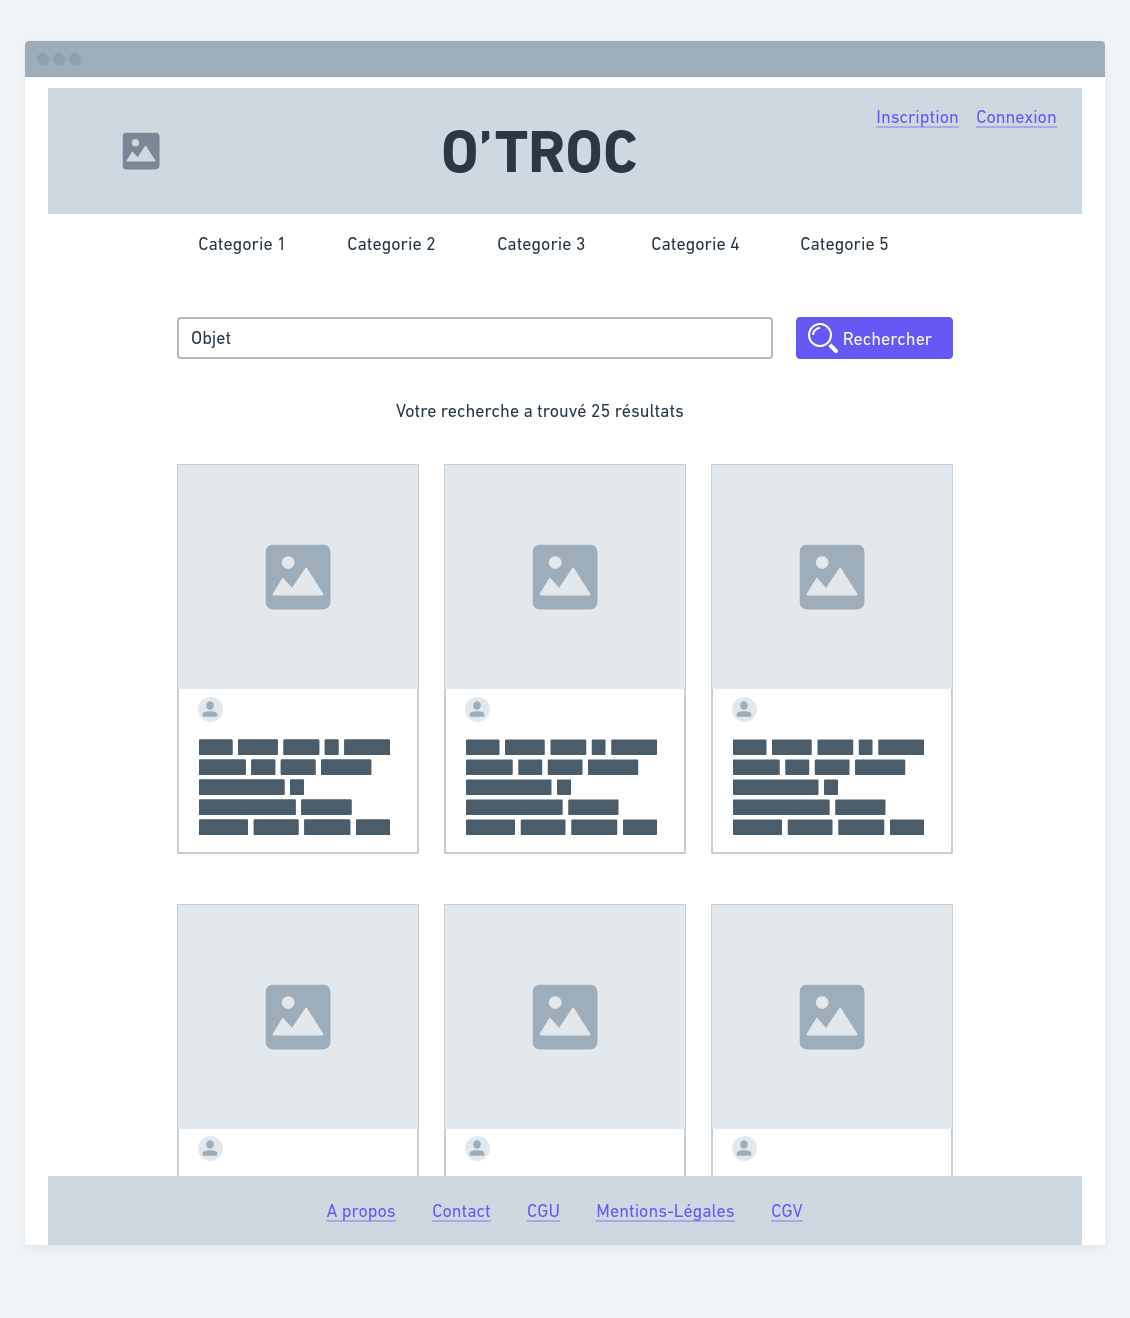 Inscription Connexion
O'TROC
Categorie 1 Categorie 2 Categorie 3 Categorie 4 Categorie 5
Objet Rechercher
Votre recherche a trouvé 25 résultats
A propos Contact CGU Mentions-Légales CGV